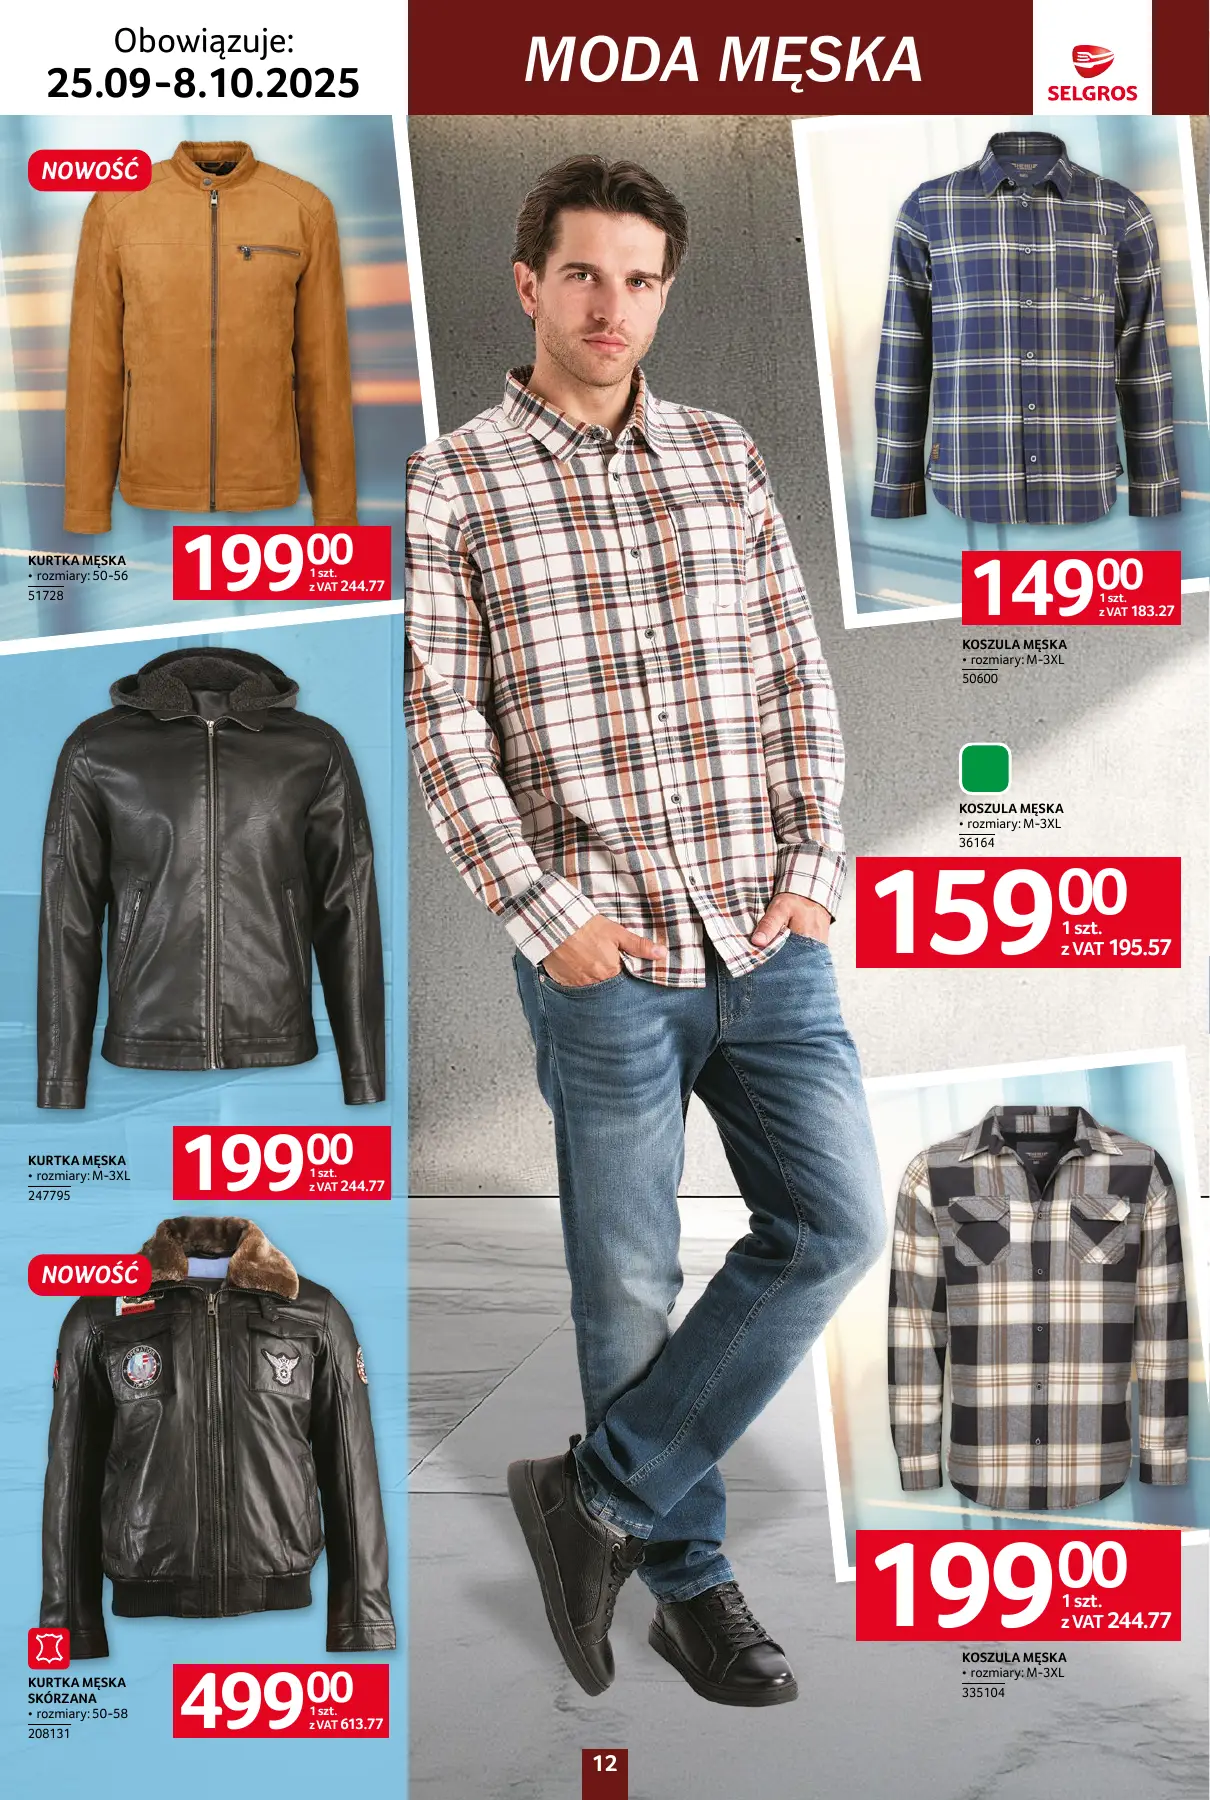 Obowiązuje:
25.09-8.10.2025
MODA MĘSKA
SELGROS
NOWOŚĆ
KURTKA MĘSKA
• rozmiary: 50-56
51728
199 00
1 szt.
z VAT 244.77
149 00
1 szt.
z VAT 183.27
KOSZULA MĘSKA
• rozmiary: M-3XL
50600
KOSZULA MĘSKA
• rozmiary: M-3XL
36164
159 00
1 szt.
z VAT 195.57
KURTKA MĘSKA
• rozmiary: M-3XL
247795
199 00
1 szt.
z VAT 244.77
NOWOŚĆ
OPERATION
KURTKA MĘSKA
SKÓRZANA
• rozmiary: 50-58
208131
499 00
1 szt.
z VAT 613.77
199 00
1 szt.
z VAT 244.77
KOSZULA MĘSKA
• rozmiary: M-3XL
335104
12